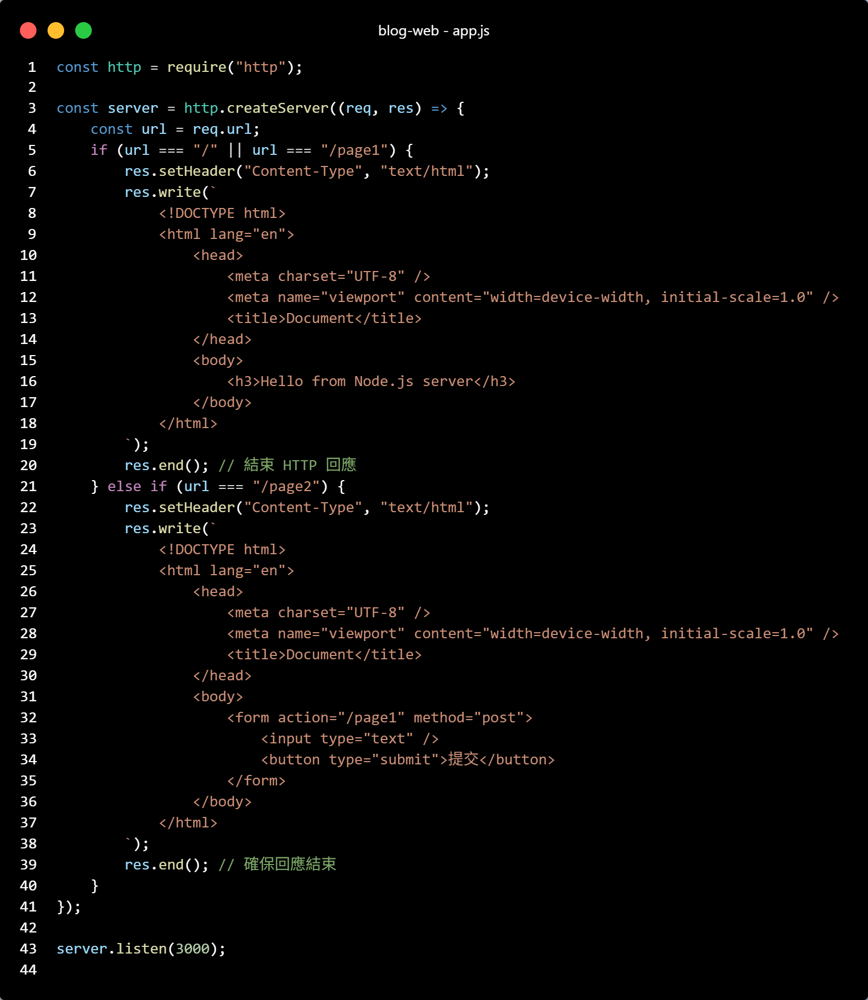 blog-web - app.js
1 const http = require("http");
2
3 const server = http.createServer((req, res) => {
4     const url = req.url;
5     if (url === "/" || url === "/page1") {
6         res.setHeader("Content-Type", "text/html");
7         res.write(`
8             <!DOCTYPE html>
9             <html lang="en">
10                 <head>
11                     <meta charset="UTF-8" />
12                     <meta name="viewport" content="width=device-width, initial-scale=1.0" />
13                     <title>Document</title>
14                 </head>
15                 <body>
16                     <h3>Hello from Node.js server</h3>
17                 </body>
18             </html>
19         `);
20         res.end(); // 結束 HTTP 回應
21     } else if (url === "/page2") {
22         res.setHeader("Content-Type", "text/html");
23         res.write(`
24             <!DOCTYPE html>
25             <html lang="en">
26                 <head>
27                     <meta charset="UTF-8" />
28                     <meta name="viewport" content="width=device-width, initial-scale=1.0" />
29                     <title>Document</title>
30                 </head>
31                 <body>
32                     <form action="/page1" method="post">
33                         <input type="text" />
34                         <button type="submit">提交</button>
35                     </form>
36                 </body>
37             </html>
38         `);
39         res.end(); // 確保回應結束
40     }
41 });
42
43 server.listen(3000);
44